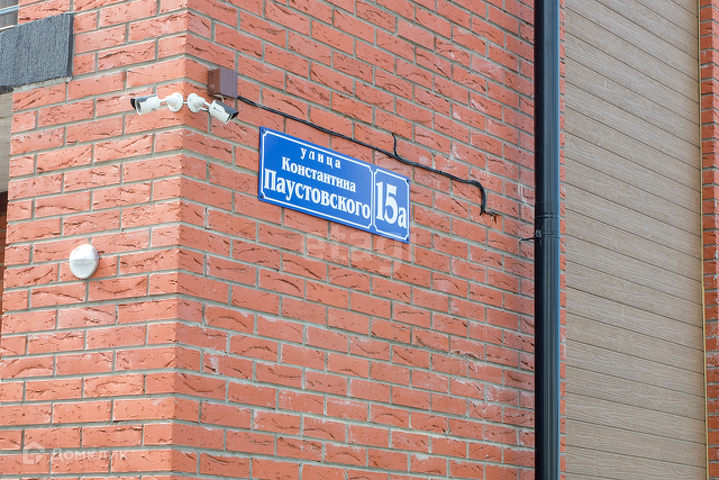 улица
Константина
Паустовского
15а
etagi
Домклик